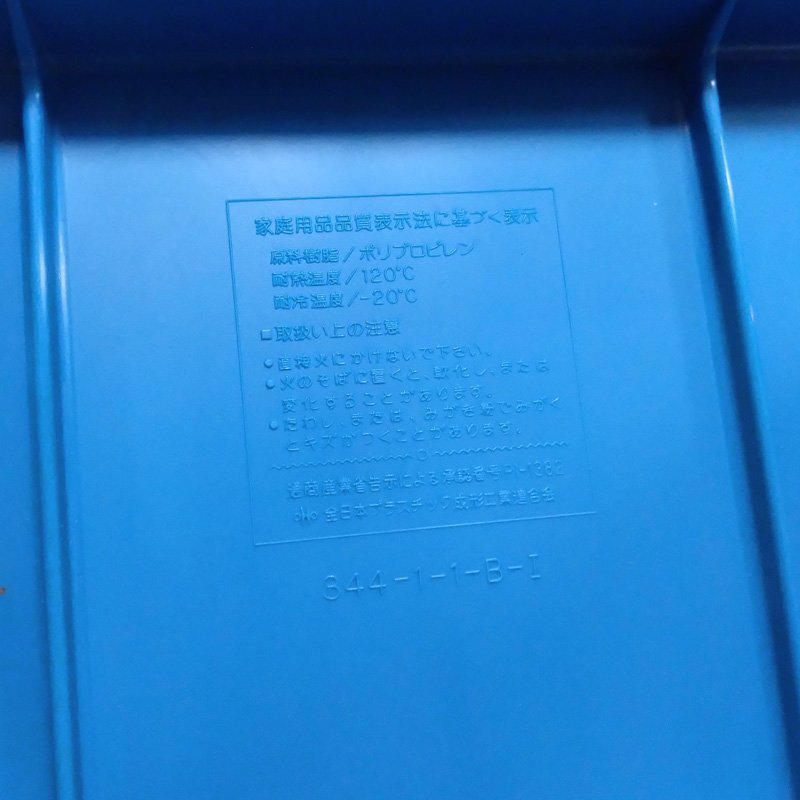 家庭用品品質表示法に基づく表示
原料樹脂/ポリプロピレン
耐熱温度/120℃
耐冷温度/-20℃
□取扱い上の注意
●直接火にかけないで下さい。
●火のそばに置くと、軟化し、または
変化することがあります。
●たわし、または、みがき粉でみがく
とキズがつくことがあります。
通商産業省告示による承認番号PI-1382
全日本プラスチック成形工業連合会
344-1-1-B-I